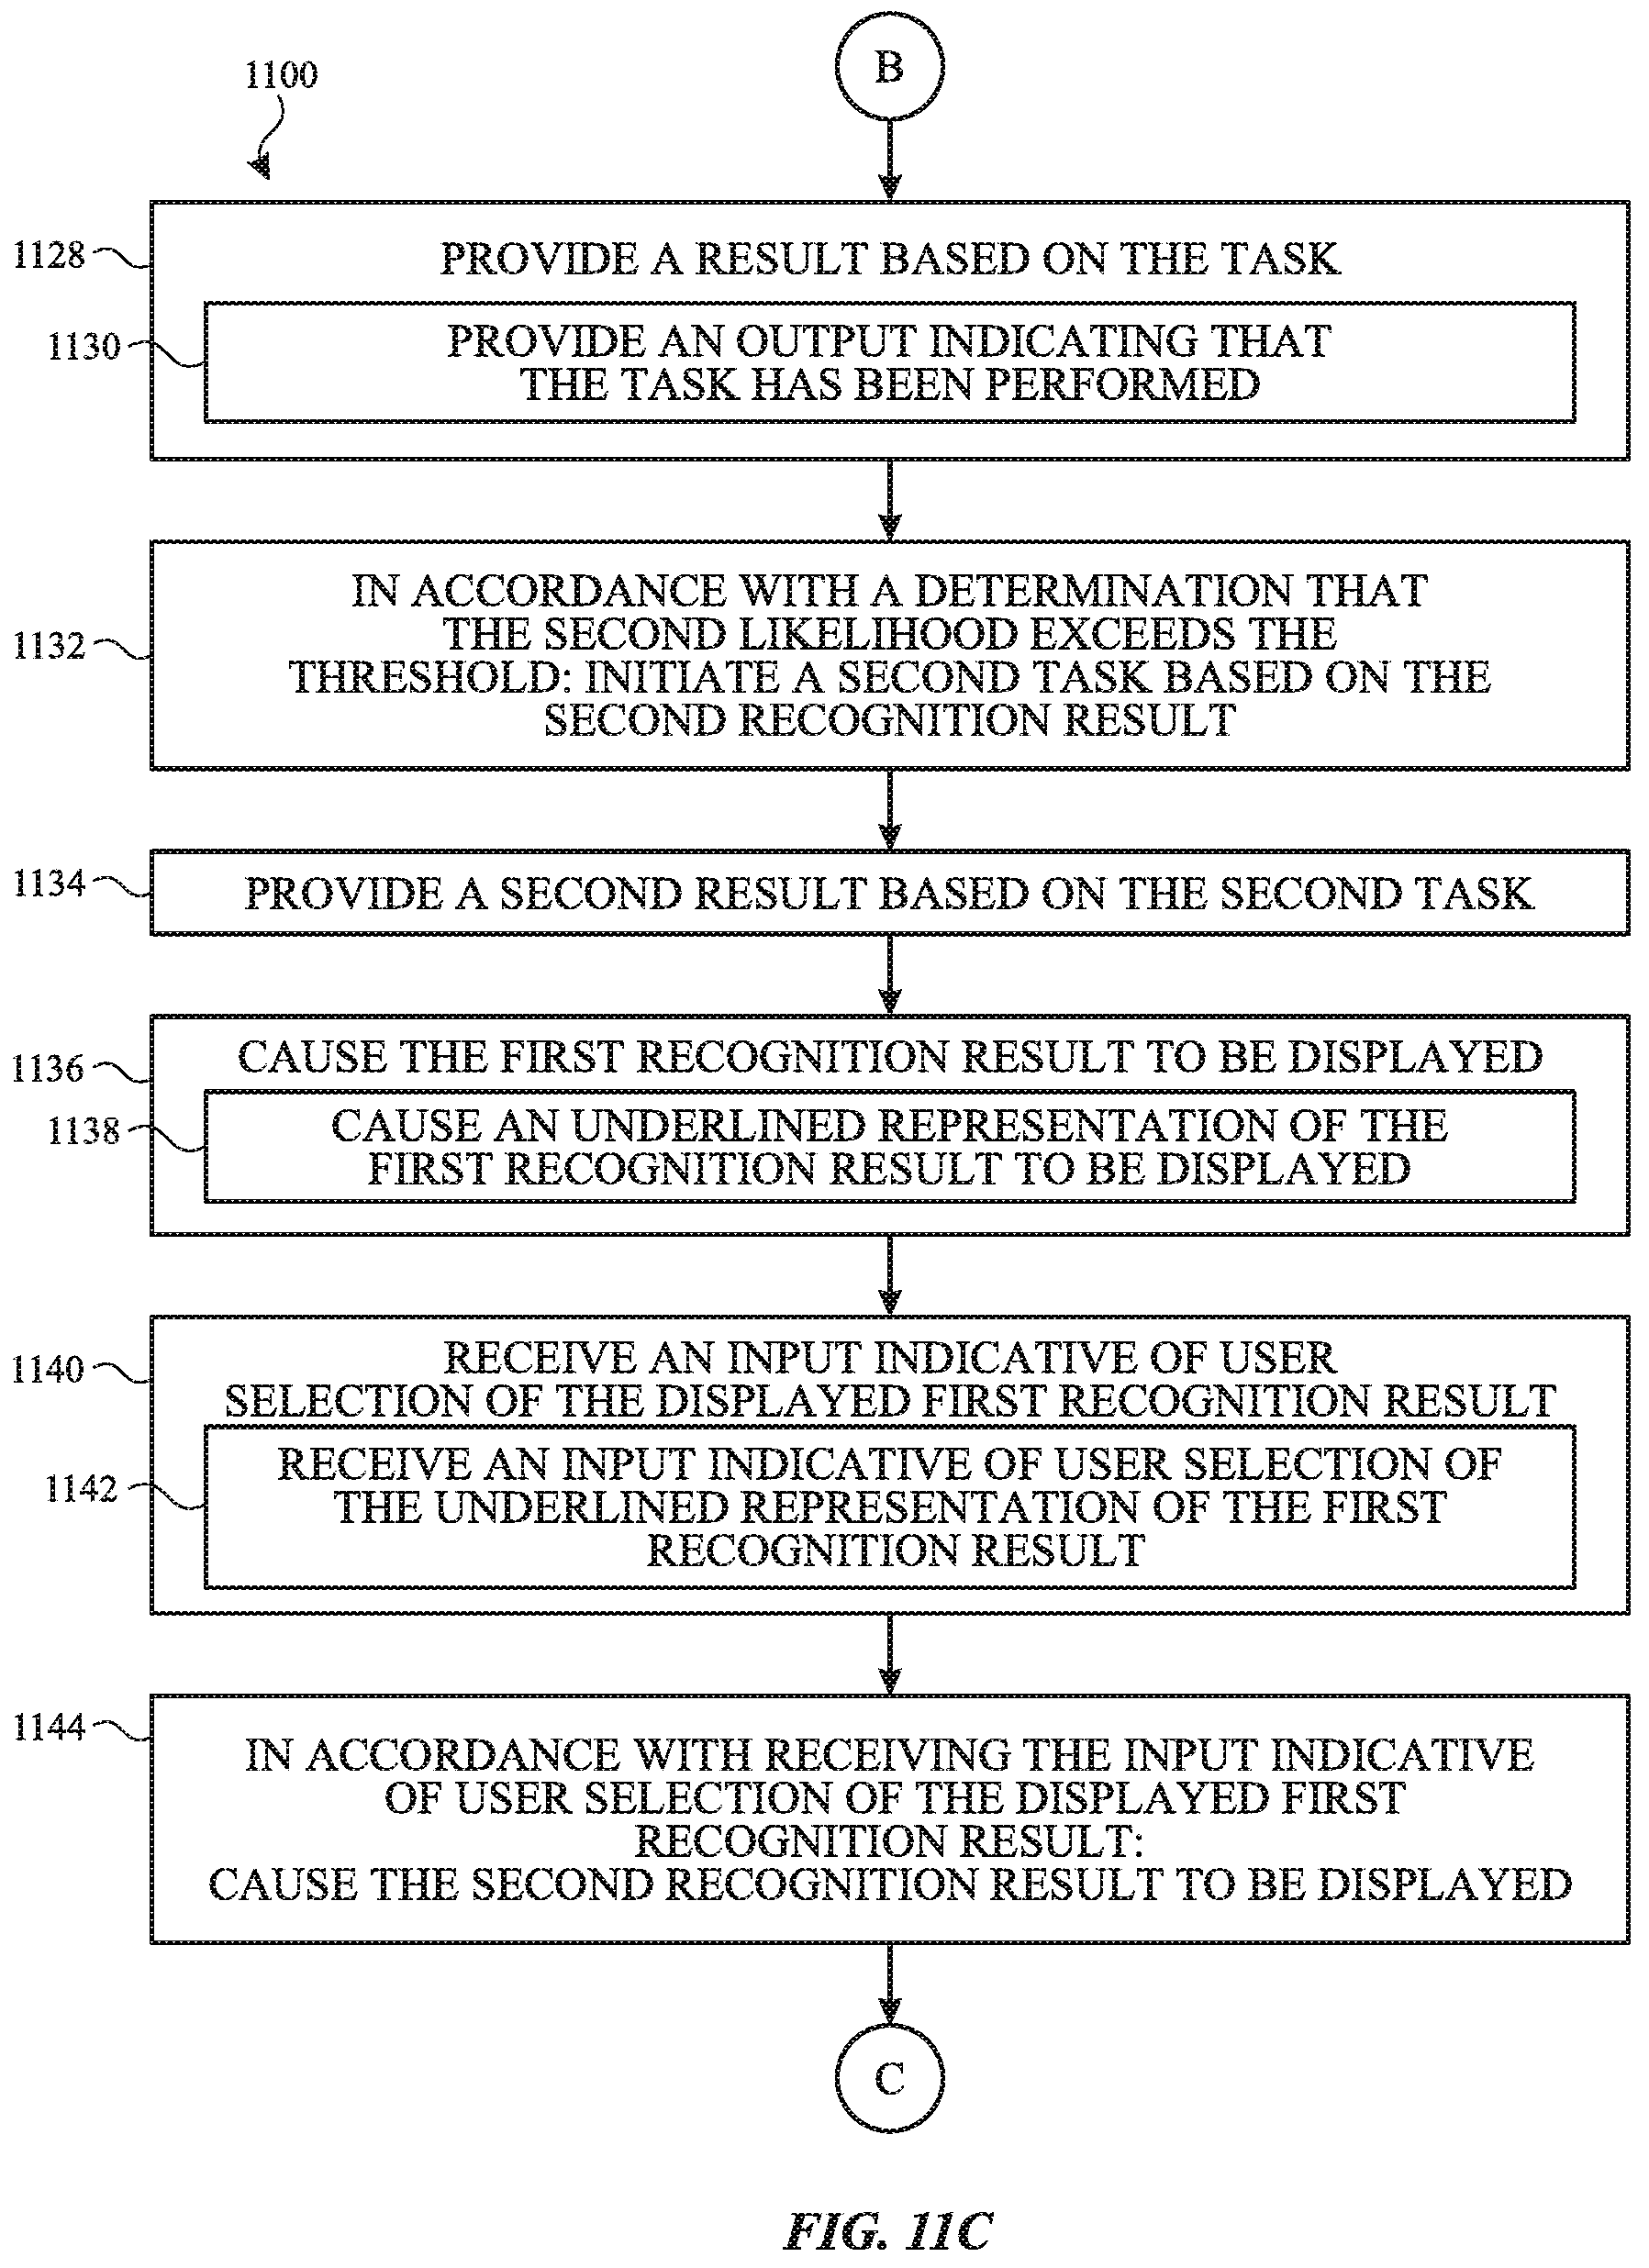 B
1100
1128
PROVIDE A RESULT BASED ON THE TASK
1130
PROVIDE AN OUTPUT INDICATING THAT
THE TASK HAS BEEN PERFORMED
1132
IN ACCORDANCE WITH A DETERMINATION THAT
THE SECOND LIKELIHOOD EXCEEDS THE
THRESHOLD: INITIATE A SECOND TASK BASED ON THE
SECOND RECOGNITION RESULT
1134
PROVIDE A SECOND RESULT BASED ON THE SECOND TASK
1136
CAUSE THE FIRST RECOGNITION RESULT TO BE DISPLAYED
1138
CAUSE AN UNDERLINED REPRESENTATION OF THE
FIRST RECOGNITION RESULT TO BE DISPLAYED
1140
RECEIVE AN INPUT INDICATIVE OF USER
SELECTION OF THE DISPLAYED FIRST RECOGNITION RESULT
1142
RECEIVE AN INPUT INDICATIVE OF USER SELECTION OF
THE UNDERLINED REPRESENTATION OF THE FIRST
RECOGNITION RESULT
1144
IN ACCORDANCE WITH RECEIVING THE INPUT INDICATIVE
OF USER SELECTION OF THE DISPLAYED FIRST
RECOGNITION RESULT:
CAUSE THE SECOND RECOGNITION RESULT TO BE DISPLAYED
C
FIG. 11C